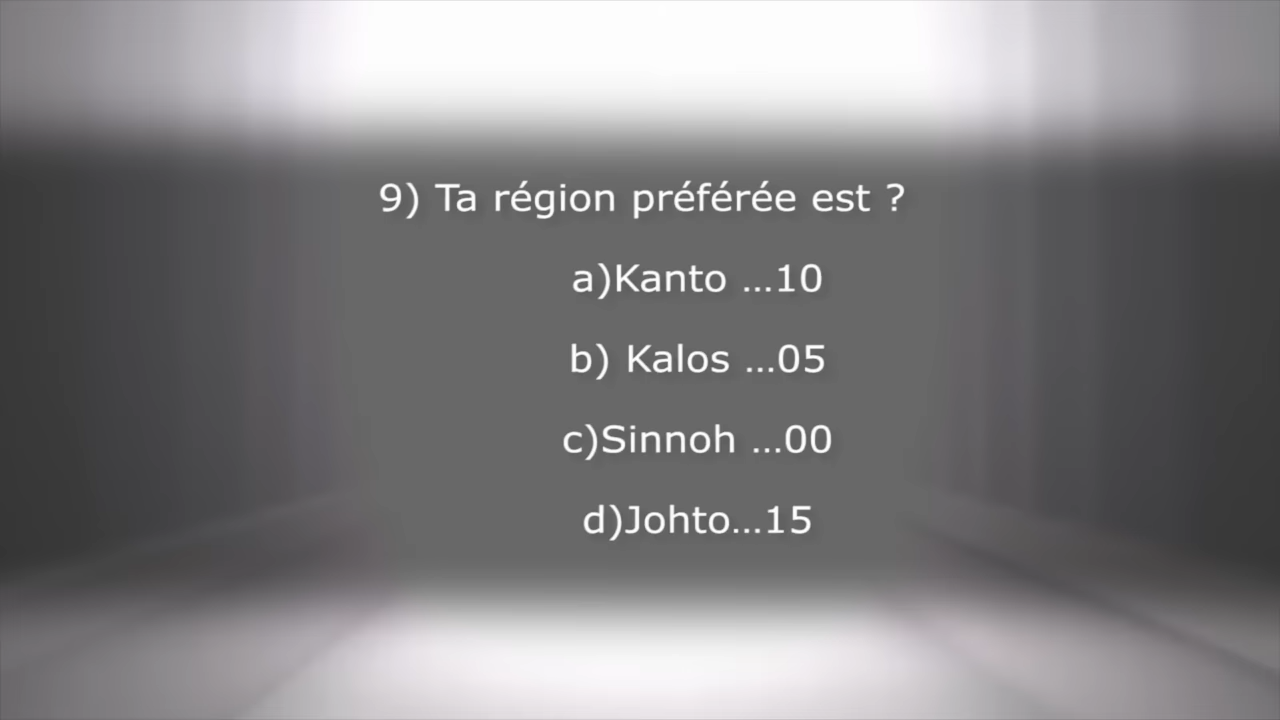 9) Ta région préférée est ?
a)Kanto ...10
b) Kalos ...05
c)Sinnoh ...00
d)Johto...15